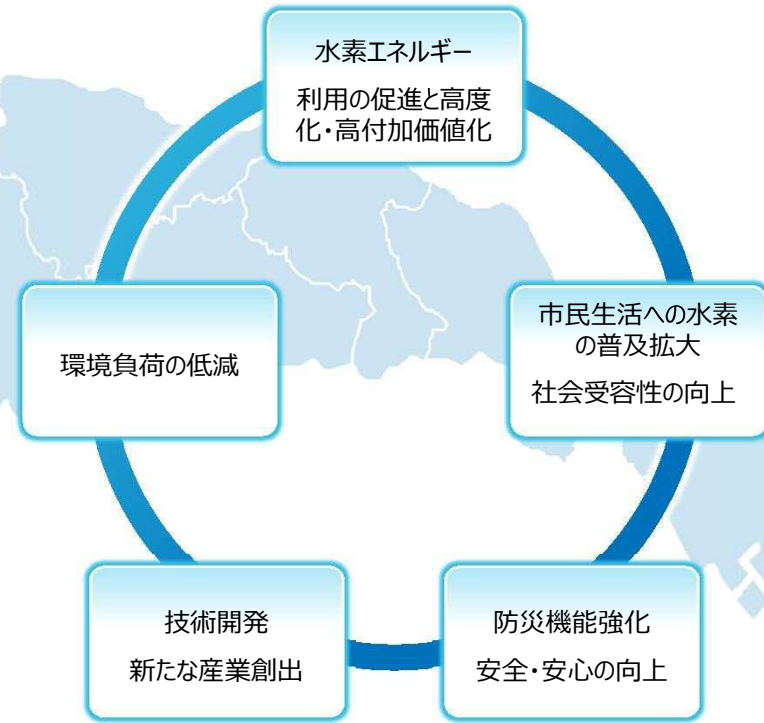 水素エネルギー
利用の促進と高度
化・高付加価値化
市民生活への水素
の普及拡大
社会受容性の向上
環境負荷の低減
技術開発
新たな産業創出
防災機能強化
安全・安心の向上